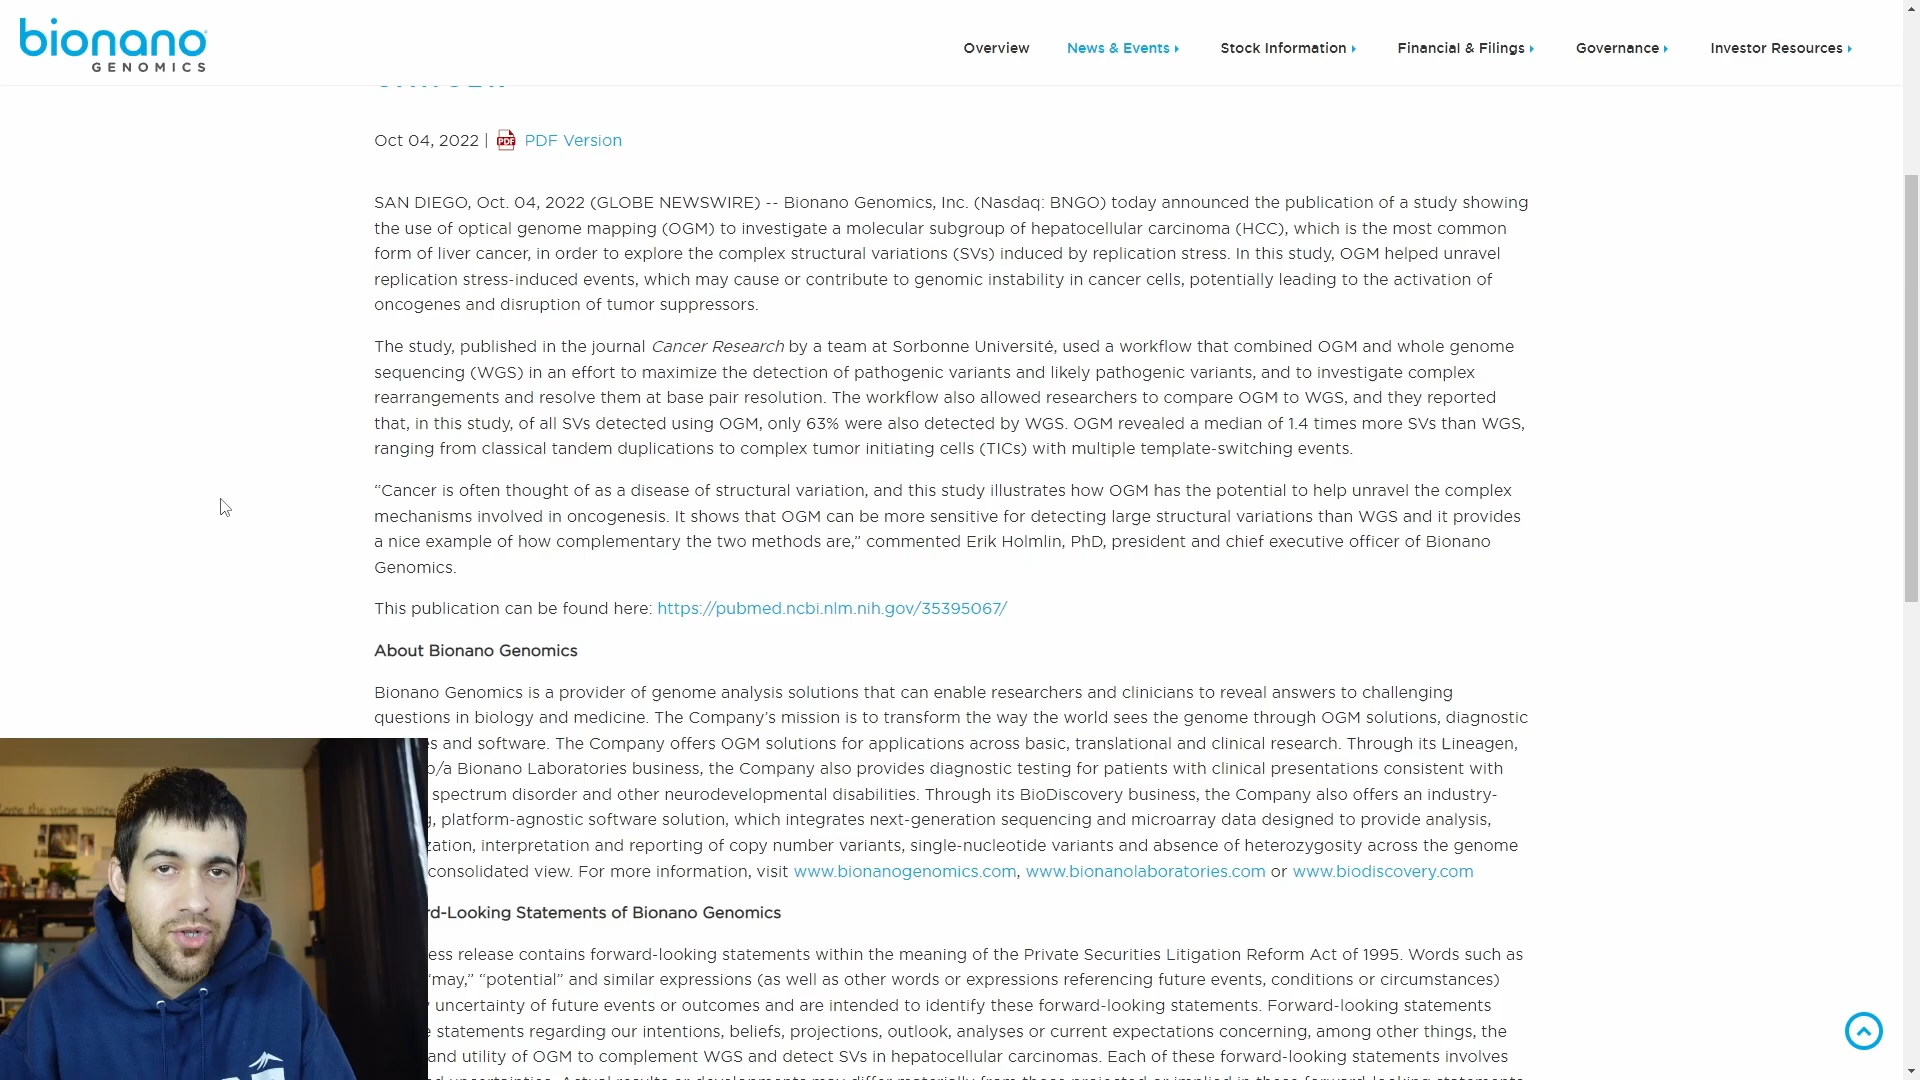 bionano
GENOMICS
Overview
News & Events
Stock Information
Financial & Filings
Governance
Investor Resources
Oct 04, 2022 | PDF PDF Version
SAN DIEGO, Oct. 04, 2022 (GLOBE NEWSWIRE) -- Bionano Genomics, Inc. (Nasdaq: BNGO) today announced the publication of a study showing
the use of optical genome mapping (OGM) to investigate a molecular subgroup of hepatocellular carcinoma (HCC), which is the most common
form of liver cancer, in order to explore the complex structural variations (SVs) induced by replication stress. In this study, OGM helped unravel
replication stress-induced events, which may cause or contribute to genomic instability in cancer cells, potentially leading to the activation of
oncogenes and disruption of tumor suppressors.
The study, published in the journal Cancer Research by a team at Sorbonne Université, used a workflow that combined OGM and whole genome
sequencing (WGS) in an effort to maximize the detection of pathogenic variants and likely pathogenic variants, and to investigate complex
rearrangements and resolve them at base pair resolution. The workflow also allowed researchers to compare OGM to WGS, and they reported
that, in this study, of all SVs detected using OGM, only 63% were also detected by WGS. OGM revealed a median of 1.4 times more SVs than WGS,
ranging from classical tandem duplications to complex tumor initiating cells (TICs) with multiple template-switching events.
“Cancer is often thought of as a disease of structural variation, and this study illustrates how OGM has the potential to help unravel the complex
mechanisms involved in oncogenesis. It shows that OGM can be more sensitive for detecting large structural variations than WGS and it provides
a nice example of how complementary the two methods are,” commented Erik Holmlin, PhD, president and chief executive officer of Bionano
Genomics.
This publication can be found here: https://pubmed.ncbi.nlm.nih.gov/35395067/
About Bionano Genomics
Bionano Genomics is a provider of genome analysis solutions that can enable researchers and clinicians to reveal answers to challenging
questions in biology and medicine. The Company’s mission is to transform the way the world sees the genome through OGM solutions, diagnostic
and software. The Company offers OGM solutions for applications across basic, translational and clinical research. Through its Lineagen,
b/a Bionano Laboratories business, the Company also provides diagnostic testing for patients with clinical presentations consistent with
spectrum disorder and other neurodevelopmental disabilities. Through its BioDiscovery business, the Company also offers an industry-
platform-agnostic software solution, which integrates next-generation sequencing and microarray data designed to provide analysis,
interpretation and reporting of copy number variants, single-nucleotide variants and absence of heterozygosity across the genome
consolidated view. For more information, visit www.bionanogenomics.com, www.bionanolaboratories.com or www.biodiscovery.com
rd-Looking Statements of Bionano Genomics
ess release contains forward-looking statements within the meaning of the Private Securities Litigation Reform Act of 1995. Words such as
“may,” “potential” and similar expressions (as well as other words or expressions referencing future events, conditions or circumstances)
uncertainty of future events or outcomes and are intended to identify these forward-looking statements. Forward-looking statements
statements regarding our intentions, beliefs, projections, outlook, analyses or current expectations concerning, among other things, the
and utility of OGM to complement WGS and detect SVs in hepatocellular carcinomas. Each of these forward-looking statements involves